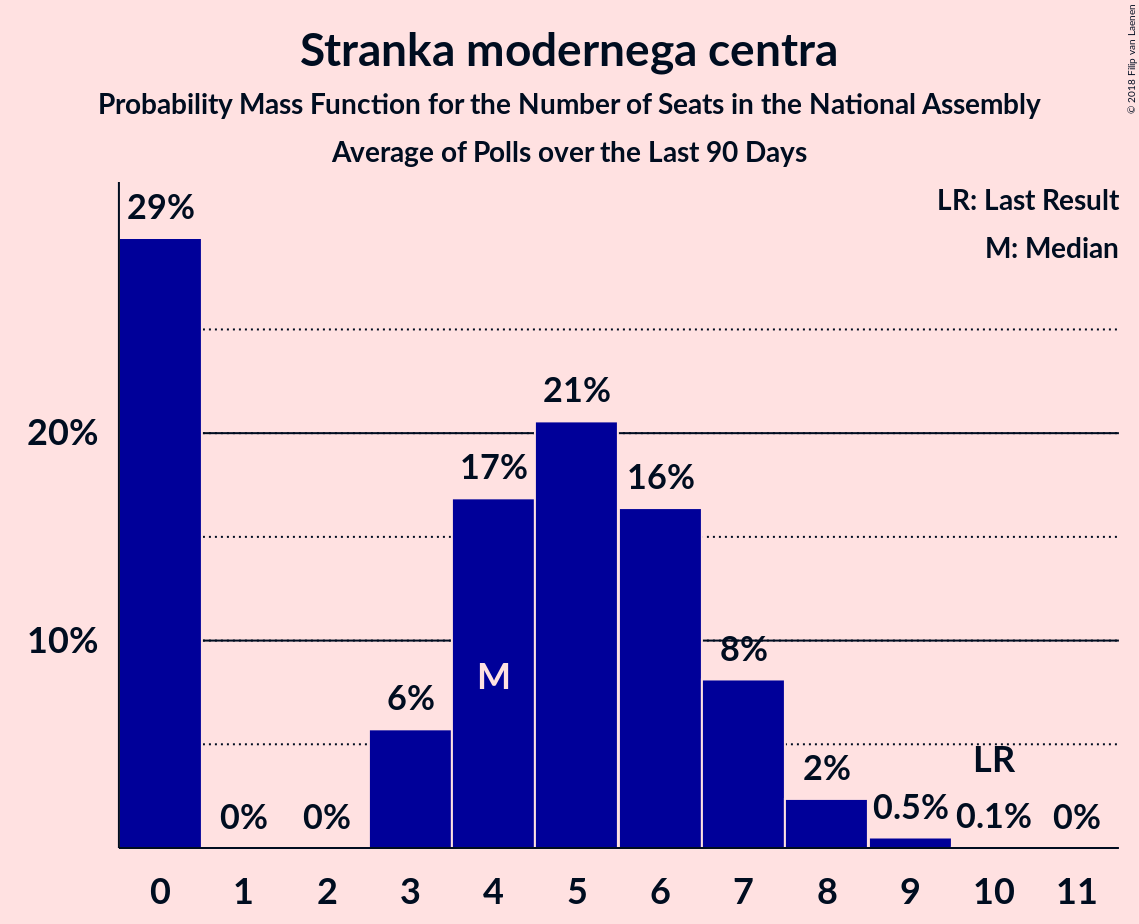 Stranka modernega centra
Probability Mass Function for the Number of Seats in the National Assembly
Average of Polls over the Last 90 Days
© 2018 Filip van Laenen
LR: Last Result
M: Median
29%
21%
20%
17%
16%
10%
8%
M
6%
LR
2%
0% 0% 0.5% 0.1% 0%
0 1 2 3 4 5 6 7 8 9 10 11